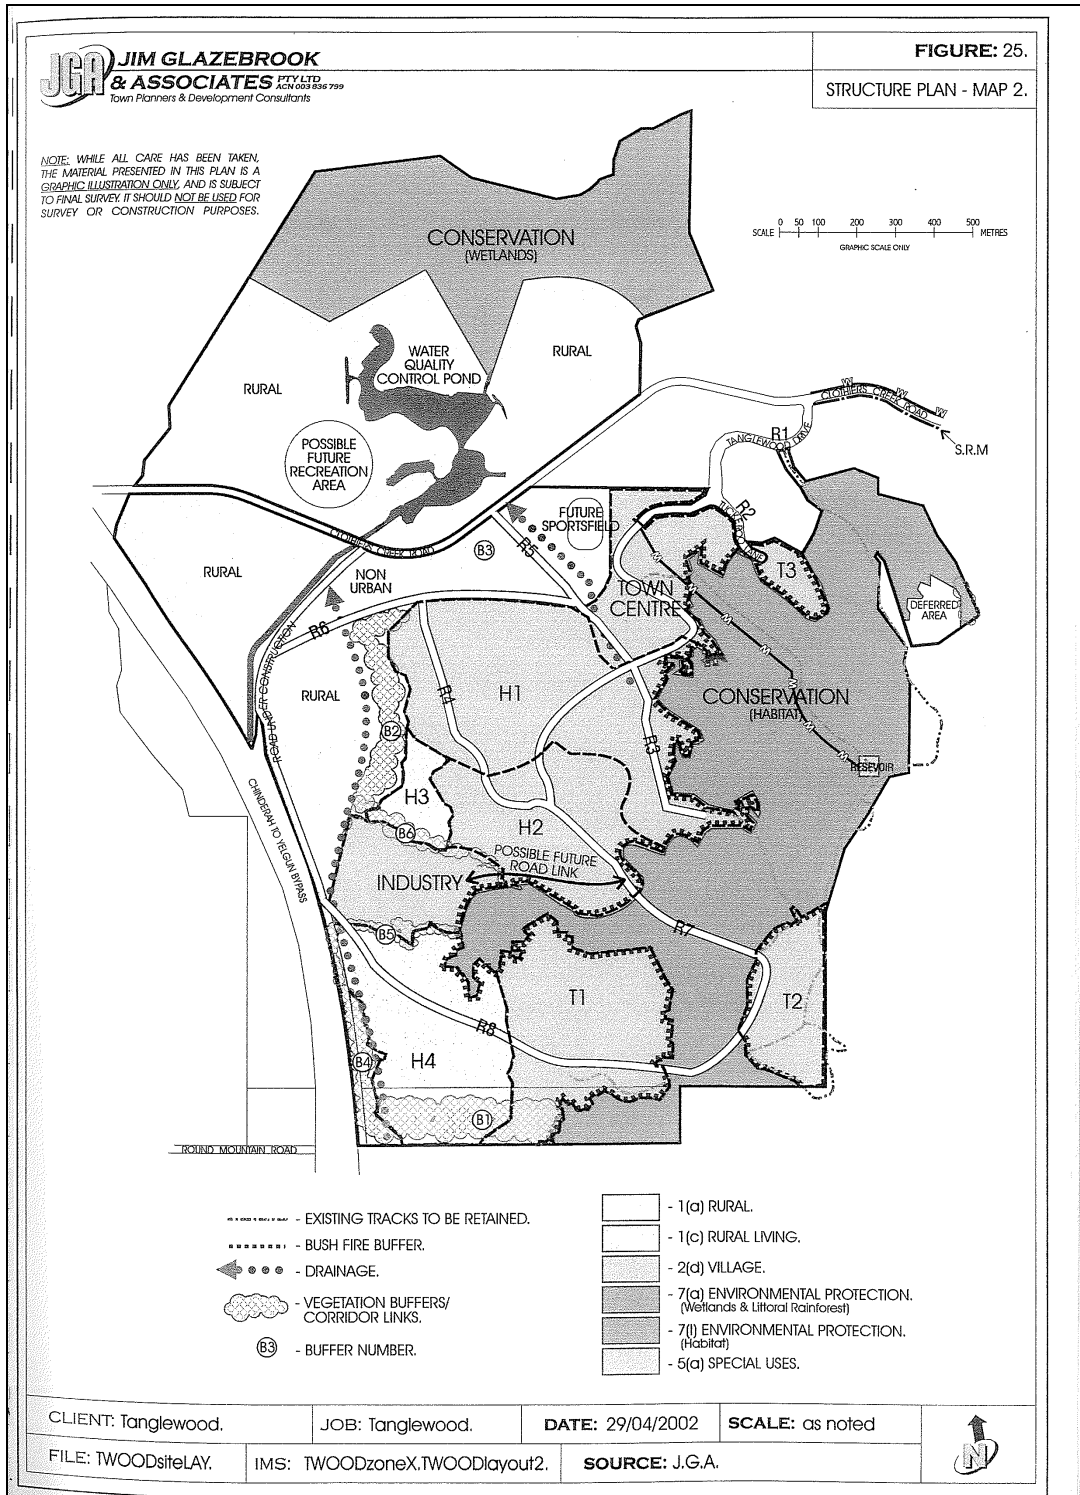 JGA
JIM GLAZEBROOK
& ASSOCIATES PTY LTD
ACN 003 836 799
Town Planners & Development Consultants
FIGURE: 25.
STRUCTURE PLAN - MAP 2.
NOTE: WHILE ALL CARE HAS BEEN TAKEN,
THE MATERIAL PRESENTED IN THIS PLAN IS A
GRAPHIC ILLUSTRATION ONLY, AND IS SUBJECT
TO FINAL SURVEY. IT SHOULD NOT BE USED FOR
SURVEY OR CONSTRUCTION PURPOSES.
0 50 100 200 300 400 500
SCALE METRES
GRAPHIC SCALE ONLY
CONSERVATION
(WETLANDS)
WATER
QUALITY
CONTROL POND
RURAL
RURAL
W W W
CLOTHIERS CREEK ROAD
R1
TANGLEWOOD DRIVE
S.R.M
POSSIBLE
FUTURE
RECREATION
AREA
R2
FUTURE
SPORTSFIELD
CLOTHIERS CREEK ROAD
R5
B3
RURAL
NON
URBAN
T3
TOWN
CENTRE
DEFERRED
AREA
M
M
M
M
M
M
R6
ROAD UNDER CONSTRUCTION
RURAL
R4
H1
R3
CONSERVATION
(HABITAT)
RESEVOIR
B2
CHINDERAH TO YELGUN BYPASS
H3
B6
H2
POSSIBLE FUTURE
ROAD LINK
INDUSTRY
B5
R7
T1
T2
R8
B4
H4
B1
ROUND MOUNTAIN ROAD
- EXISTING TRACKS TO BE RETAINED.
- BUSH FIRE BUFFER.
- DRAINAGE.
- VEGETATION BUFFERS/
CORRIDOR LINKS.
B3 - BUFFER NUMBER.
- 1(a) RURAL.
- 1(c) RURAL LIVING.
- 2(d) VILLAGE.
- 7(a) ENVIRONMENTAL PROTECTION.
(Wetlands & Littoral Rainforest)
- 7(l) ENVIRONMENTAL PROTECTION.
(Habitat)
- 5(a) SPECIAL USES.
CLIENT: Tanglewood.
JOB: Tanglewood.
DATE: 29/04/2002
SCALE: as noted
FILE: TWOODsiteLAY.
IMS: TWOODzoneX.TWOODlayout2.
SOURCE: J.G.A.
N